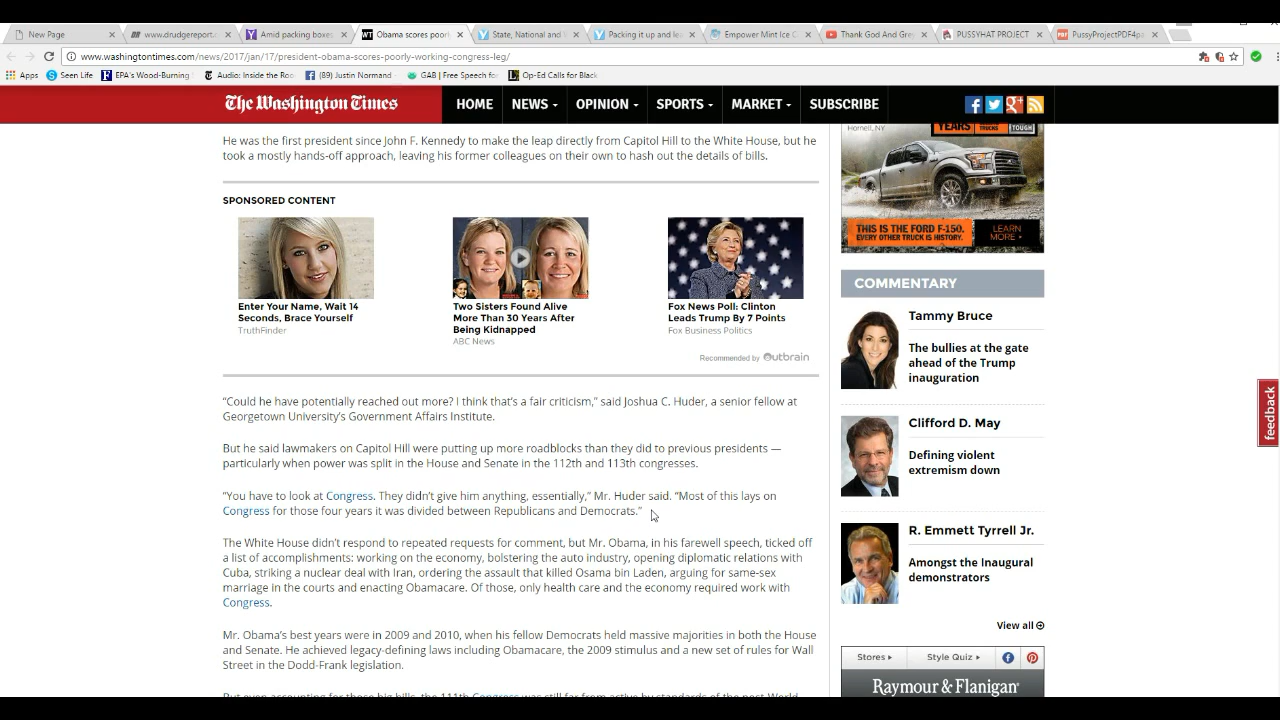 New Page
www.drudgereport.c
Amid packing boxes
Obama scores poorl
State, National and I
Packing it up and le
Empower Mint Ice C
Thank God And Gre
PUSSYHAT PROJECT
PussyProjectPDF4pa
www.washingtontimes.com/news/2017/jan/17/president-obama-scores-poorly-working-congress-leg/
Apps
Seen Life
EPA's Wood-Burning
Audio: Inside the Ro
(89) Justin Normand
GAB | Free Speech fo
Op-Ed Calls for Black
The Washington Times
HOME
NEWS
OPINION
SPORTS
MARKET
SUBSCRIBE
He was the first president since John F. Kennedy to make the leap directly from Capitol Hill to the White House, but he
took a mostly hands-off approach, leaving his former colleagues on their own to hash out the details of bills.
SPONSORED CONTENT
Enter Your Name, Wait 14
Seconds, Brace Yourself
TruthFinder
Two Sisters Found Alive
More Than 30 Years After
Being Kidnapped
ABC News
Fox News Poll: Clinton
Leads Trump By 7 Points
Fox Business Politics
Recommended by Outbrain
“Could he have potentially reached out more? I think that’s a fair criticism,” said Joshua C. Huder, a senior fellow at
Georgetown University’s Government Affairs Institute.
But he said lawmakers on Capitol Hill were putting up more roadblocks than they did to previous presidents —
particularly when power was split in the House and Senate in the 112th and 113th congresses.
“You have to look at Congress. They didn’t give him anything, essentially,” Mr. Huder said. “Most of this lays on
Congress for those four years it was divided between Republicans and Democrats.”
The White House didn’t respond to repeated requests for comment, but Mr. Obama, in his farewell speech, ticked off
a list of accomplishments: working on the economy, bolstering the auto industry, opening diplomatic relations with
Cuba, striking a nuclear deal with Iran, ordering the assault that killed Osama bin Laden, arguing for same-sex
marriage in the courts and enacting Obamacare. Of those, only health care and the economy required work with
Congress.
Mr. Obama’s best years were in 2009 and 2010, when his fellow Democrats held massive majorities in both the House
and Senate. He achieved legacy-defining laws including Obamacare, the 2009 stimulus and a new set of rules for Wall
Street in the Dodd-Frank legislation.
But even accounting for those big bills, the 111th Congress was still far from active by standards of the post-World
Hornell, NY
YEARS
TRUCKS
TOUGH
THIS IS THE FORD F-150.
EVERY OTHER TRUCK IS HISTORY.
LEARN
MORE
COMMENTARY
Tammy Bruce
The bullies at the gate
ahead of the Trump
inauguration
Clifford D. May
Defining violent
extremism down
R. Emmett Tyrrell Jr.
Amongst the Inaugural
demonstrators
View all
Stores
Style Quiz
Raymour & Flanigan
feedback